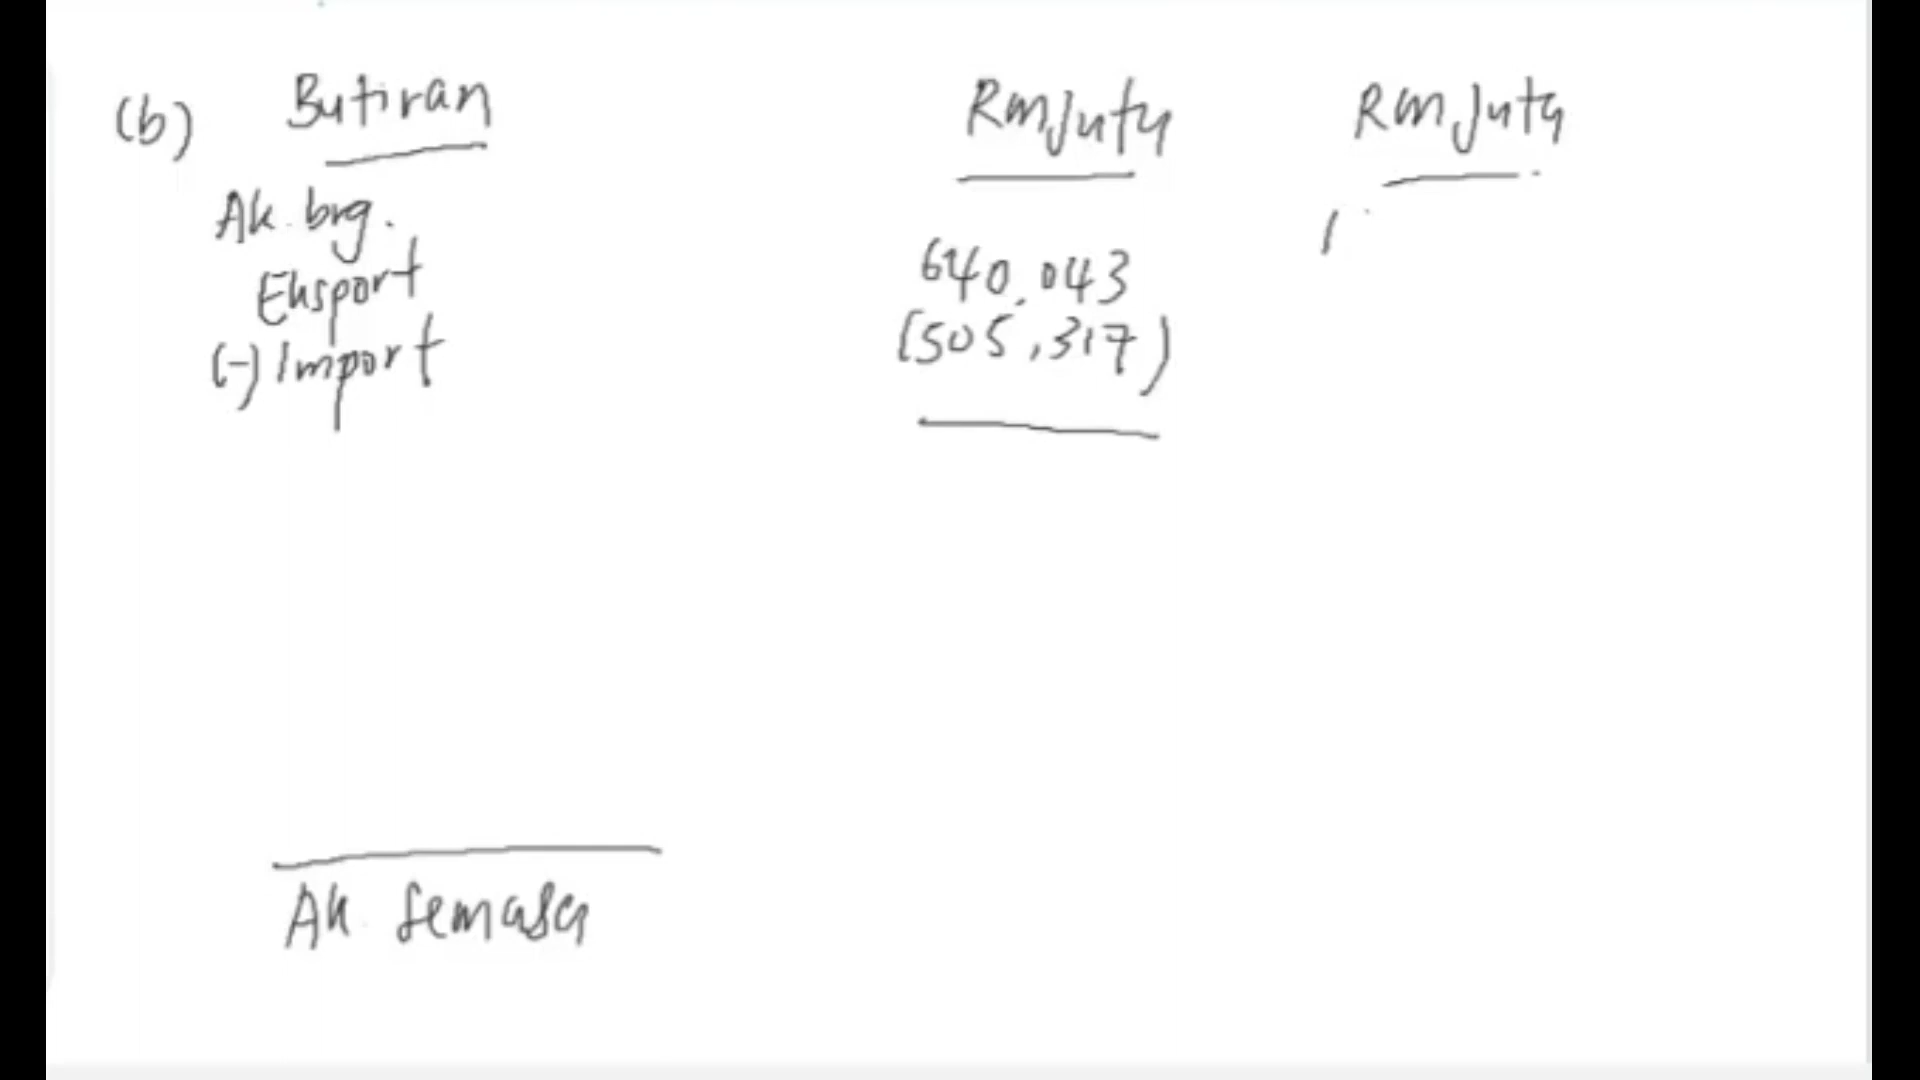 (b) Butiran RmJuta RmJuta
Ak. brg.
Eksport 640,043
(-) Import (505,317)
Ak. semasa